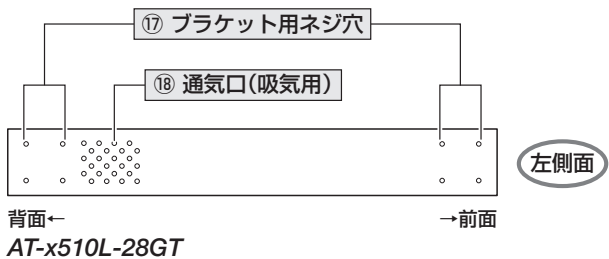 ⑰ ブラケット用ネジ穴
⑱ 通気口(吸気用)
左側面
背面←
→前面
AT-x510L-28GT